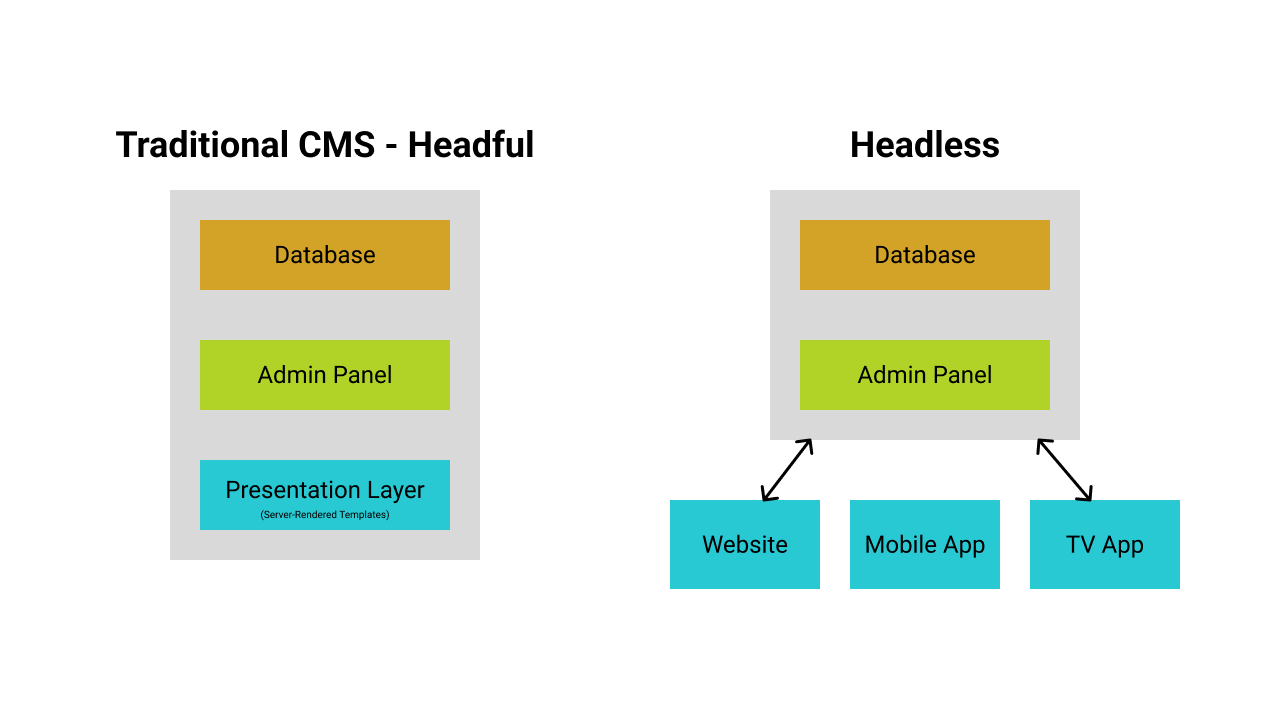 Traditional CMS - Headful
Database
Admin Panel
Presentation Layer
(Server-Rendered Templates)
Headless
Database
Admin Panel
Website
Mobile App
TV App